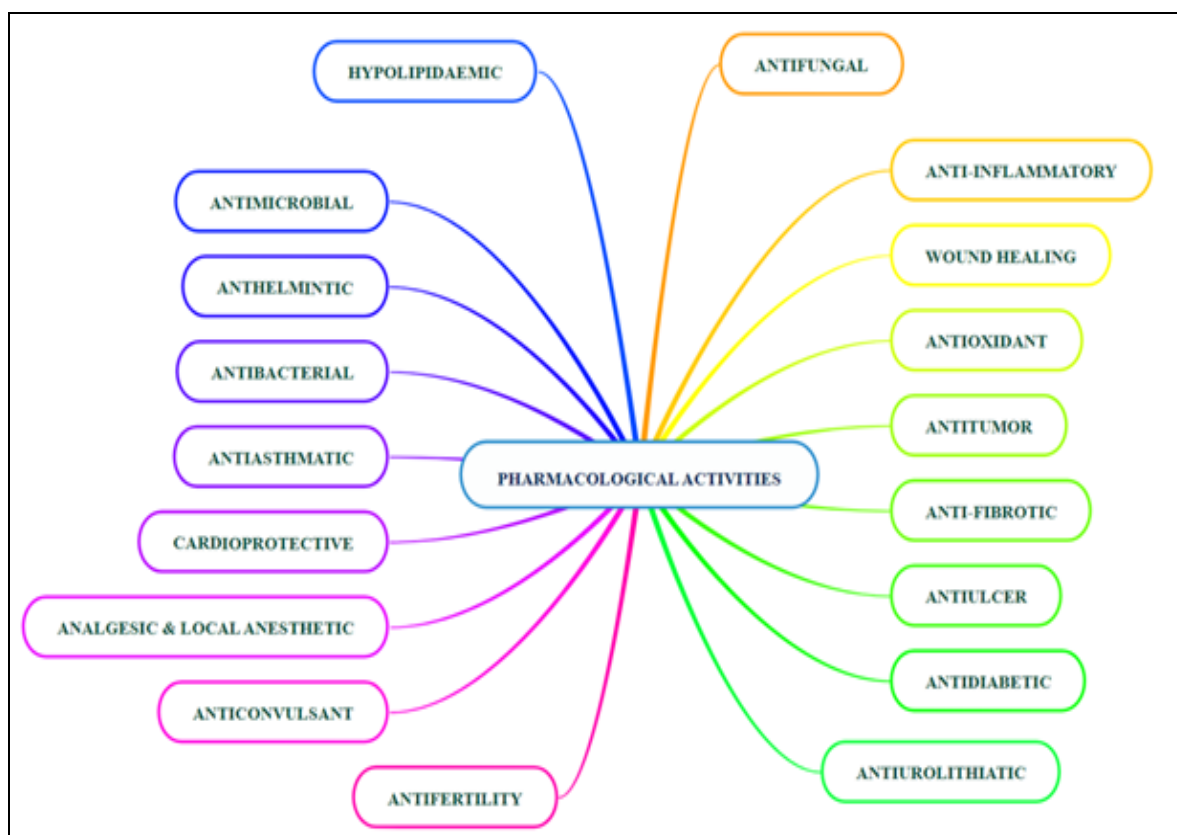 HYPOLIPIDAEMIC
ANTIFUNGAL
ANTIMICROBIAL
ANTHELMINTIC
ANTIBACTERIAL
ANTIASTHMATIC
CARDIOPROTECTIVE
ANALGESIC & LOCAL ANESTHETIC
ANTICONVULSANT
ANTIFERTILITY
PHARMACOLOGICAL ACTIVITIES
ANTI-INFLAMMATORY
WOUND HEALING
ANTIOXIDANT
ANTITUMOR
ANTI-FIBROTIC
ANTIULCER
ANTIDIABETIC
ANTIUROLITHIATIC